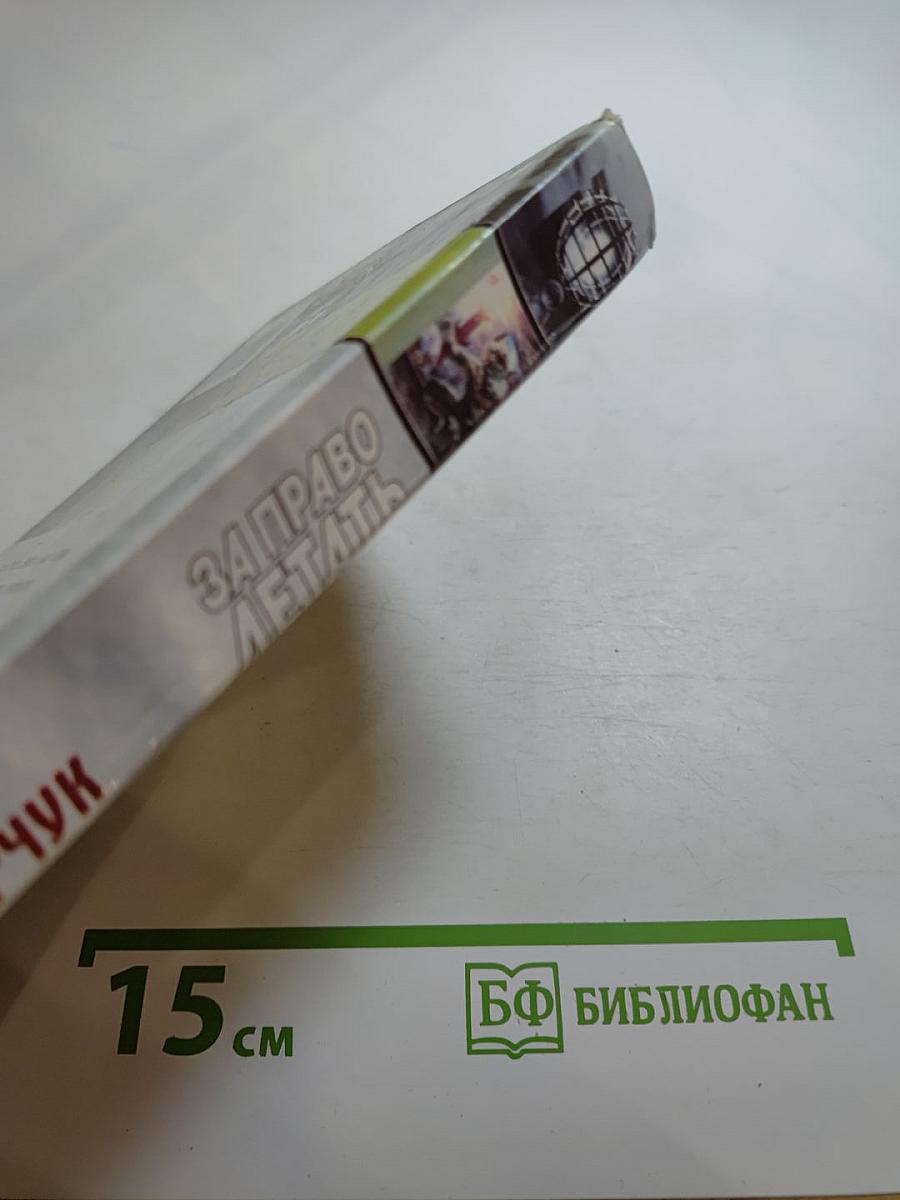 ЗА ПРАВО
ЛЕТАТЬ
ЧУК
15 см
БФ БИБЛИОФАН